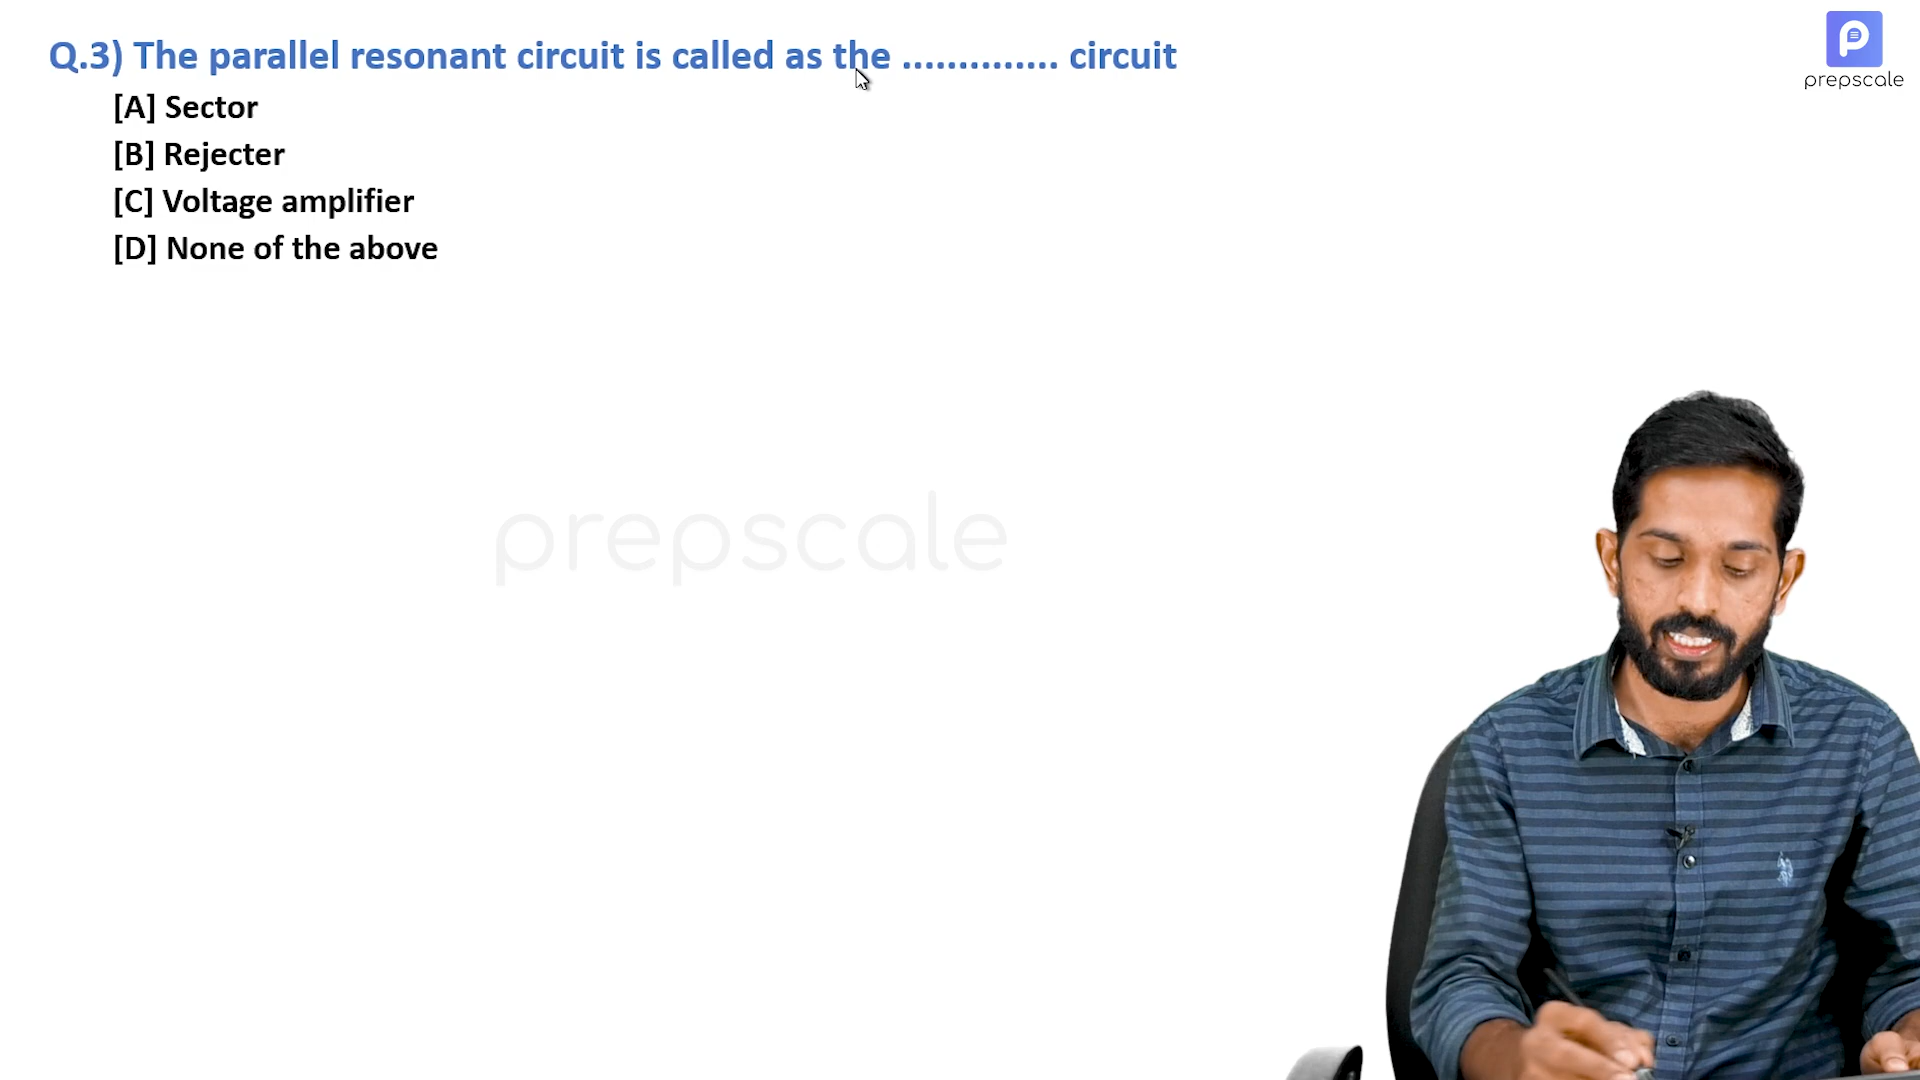 Q.3) The parallel resonant circuit is called as the .............. circuit
[A] Sector
[B] Rejecter
[C] Voltage amplifier
[D] None of the above
prepscale
prepscale